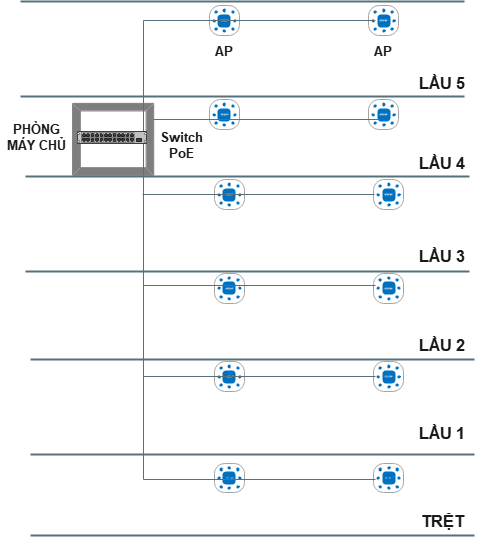 AP
AP
LẦU 5
PHÒNG
MÁY CHỦ
Switch
PoE
LẦU 4
LẦU 3
LẦU 2
LẦU 1
TRỆT